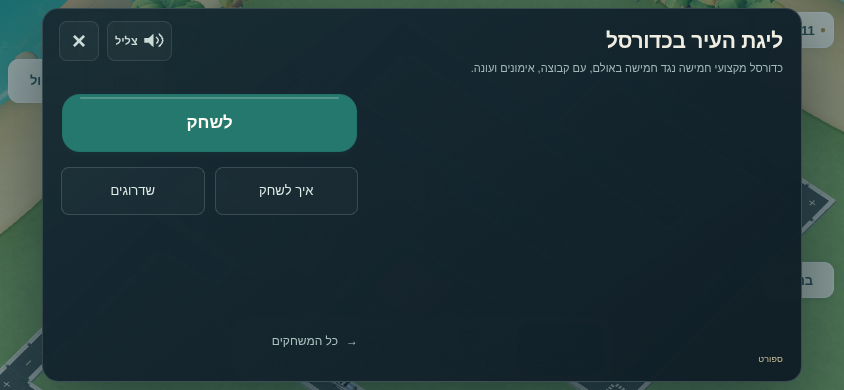 ליגת העיר בכדורסל
כדורסל מקצועי חמישה נגד חמישה באולם, עם קבוצה, אימונים ועונה.
צליל
לשחק
איך לשחק
שדרוגים
→ כל המשחקים
ספורט
11